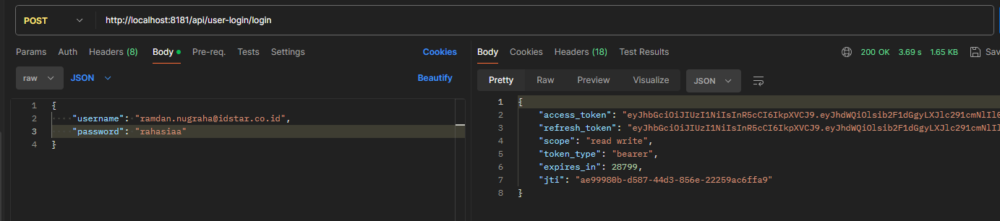 POST http://localhost:8181/api/user-login/login
Params Auth Headers (8) Body Pre-req. Tests Settings Cookies
Body Cookies Headers (18) Test Results 200 OK 3.69 s 1.65 KB Sav
raw JSON Beautify
Pretty Raw Preview Visualize JSON
1 {
2 "username": "ramdan.nugraha@idstar.co.id",
3 "password": "rahasiaa"
4 }
1 {
2 "access_token": "eyJhbGciOiJIUzI1NiIsInR5cCI6IkpXVCJ9.eyJhdWQiOlsib2F1dGgyLXJlc291cmNlIl0
3 "refresh_token": "eyJhbGciOiJIUzI1NiIsInR5cCI6IkpXVCJ9.eyJhdWQiOlsib2F1dGgyLXJlc291cmNlIl
4 "scope": "read write",
5 "token_type": "bearer",
6 "expires_in": 28799,
7 "jti": "ae99980b-d587-44d3-856e-22259ac6ffa9"
8 }